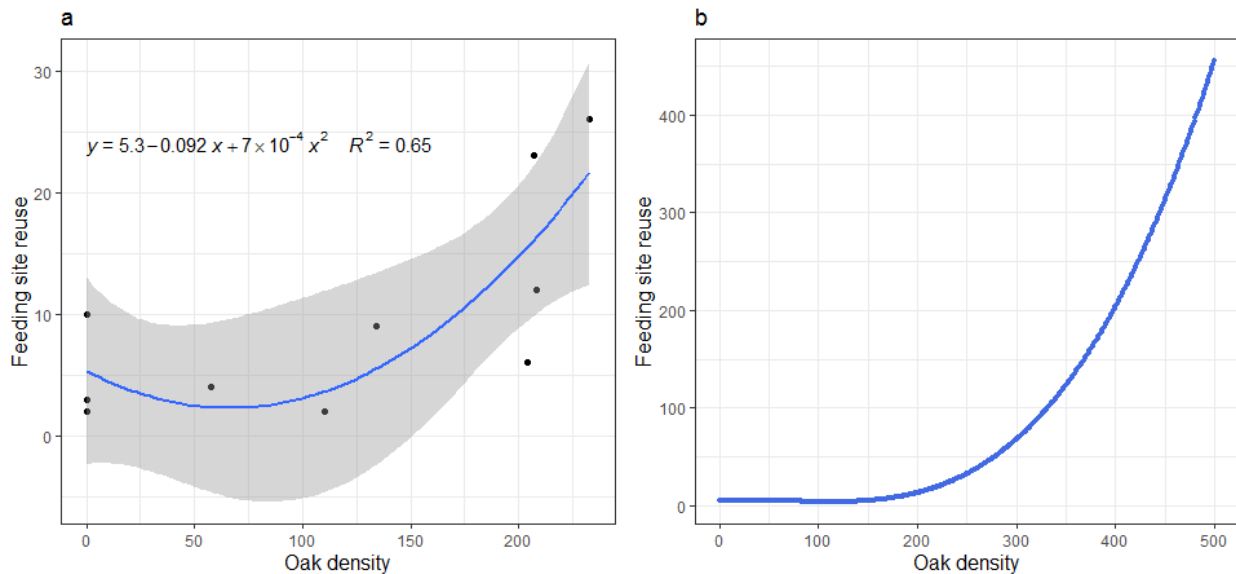 a
y = 5.3 − 0.092 x + 7 × 10⁻⁴ x² R² = 0.65
30
20
10
0
Feeding site reuse
0 50 100 150 200
Oak density
b
400
300
200
100
0
Feeding site reuse
0 100 200 300 400 500
Oak density